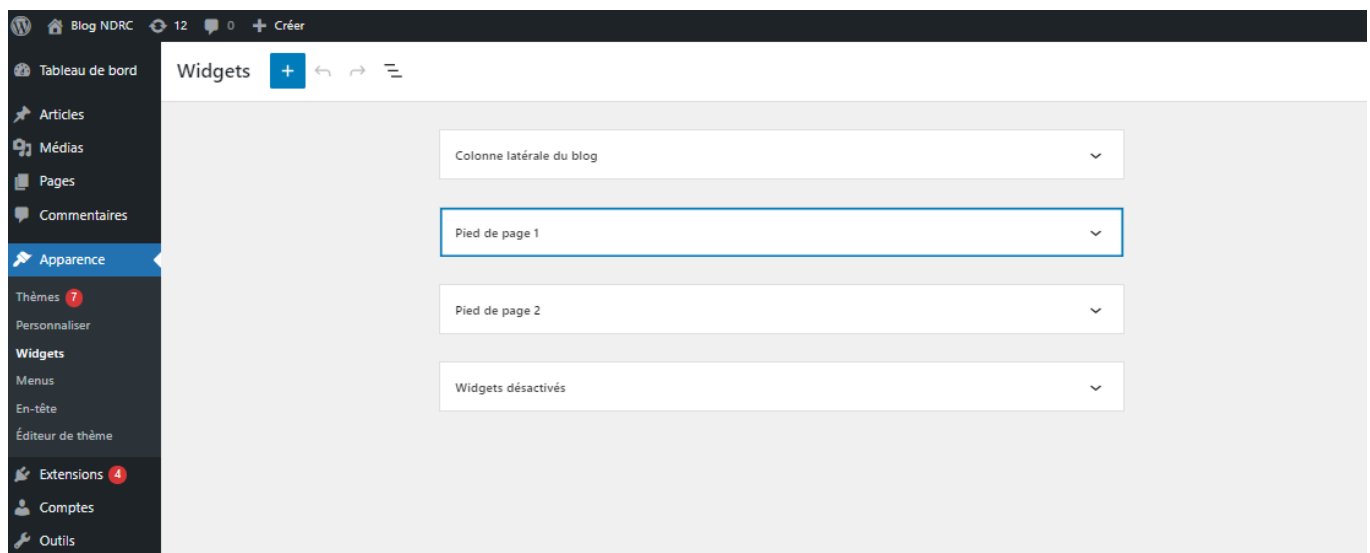 Blog NDRC 12 0 Créer
Tableau de bord
Widgets
Articles
Médias
Pages
Commentaires
Apparence
Thèmes 7
Personnaliser
Widgets
Menus
En-tête
Éditeur de thème
Extensions 4
Comptes
Outils
Colonne latérale du blog
Pied de page 1
Pied de page 2
Widgets désactivés